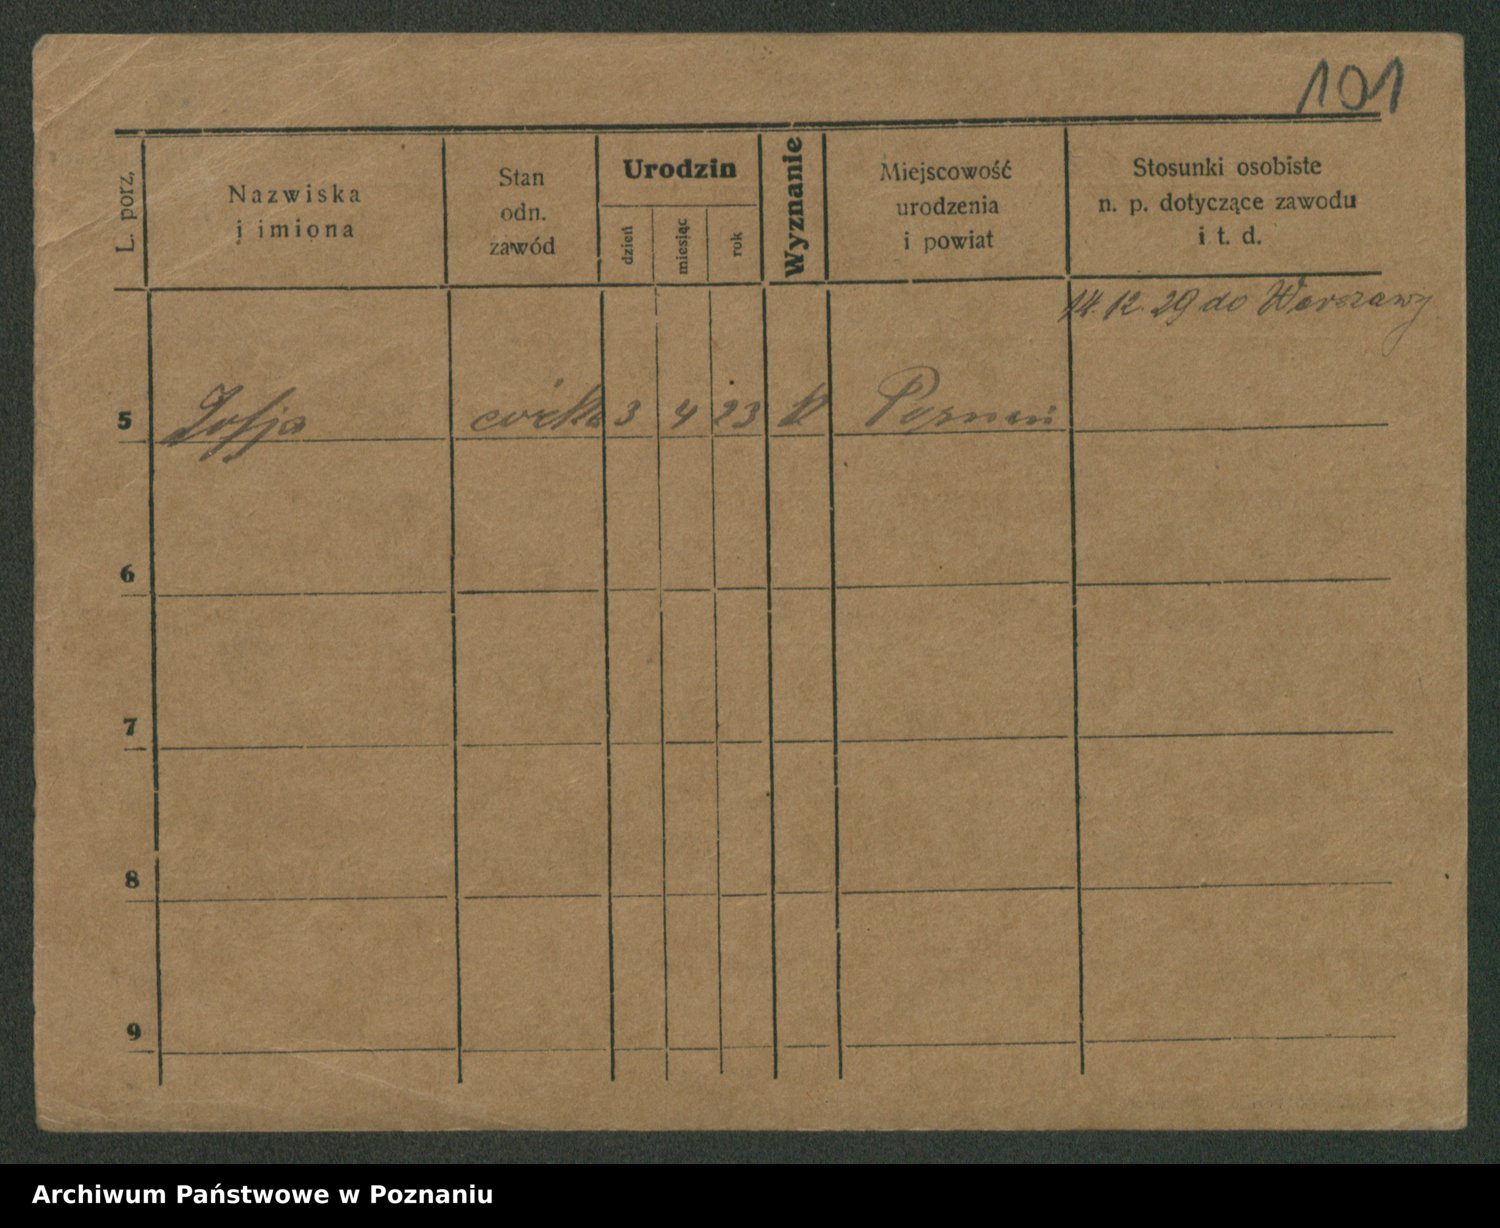 101
L. porz.
Nazwiska
i imiona
Stan
odn.
zawód
Urodzin
dzień
miesiąc
rok
Wyznanie
Miejscowość
urodzenia
i powiat
Stosunki osobiste
n. p. dotyczące zawodu
i t. d.
14. 12. 29 do Warszawy
5 Zofja córka 3 4 23 k Poznań
6
7
8
9
Archiwum Państwowe w Poznaniu